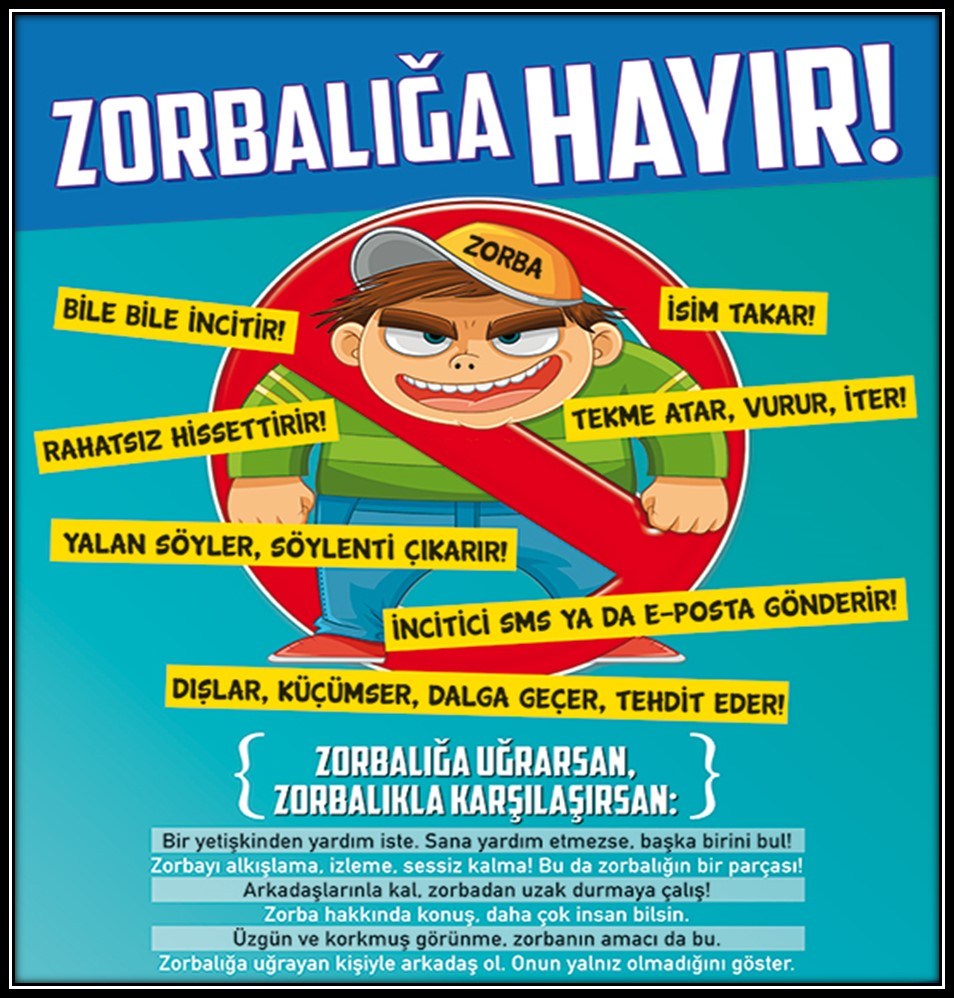 ZORBALIĞA HAYIR!
ZORBA
BİLE BİLE İNCİTİR!
İSİM TAKAR!
RAHATSIZ HİSSETTİRİR!
TEKME ATAR, VURUR, İTER!
YALAN SÖYLER, SÖYLENTİ ÇIKARIR!
İNCİTİCİ SMS YA DA E-POSTA GÖNDERİR!
DIŞLAR, KÜÇÜMSER, DALGA GEÇER, TEHDİT EDER!
{ ZORBALIĞA UĞRARSAN,
ZORBALIKLA KARŞILAŞIRSAN: }
Bir yetişkinden yardım iste. Sana yardım etmezse, başka birini bul!
Zorbayı alkışlama, izleme, sessiz kalma! Bu da zorbalığın bir parçası!
Arkadaşlarınla kal, zorbadan uzak durmaya çalış!
Zorba hakkında konuş, daha çok insan bilsin.
Üzgün ve korkmuş görünme, zorbanın amacı da bu.
Zorbalığa uğrayan kişiyle arkadaş ol. Onun yalnız olmadığını göster.